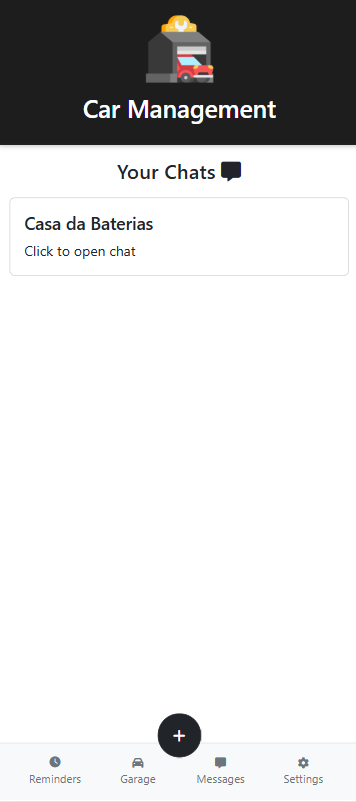 Car Management
Your Chats
Casa da Baterias
Click to open chat
+
Reminders Garage Messages Settings